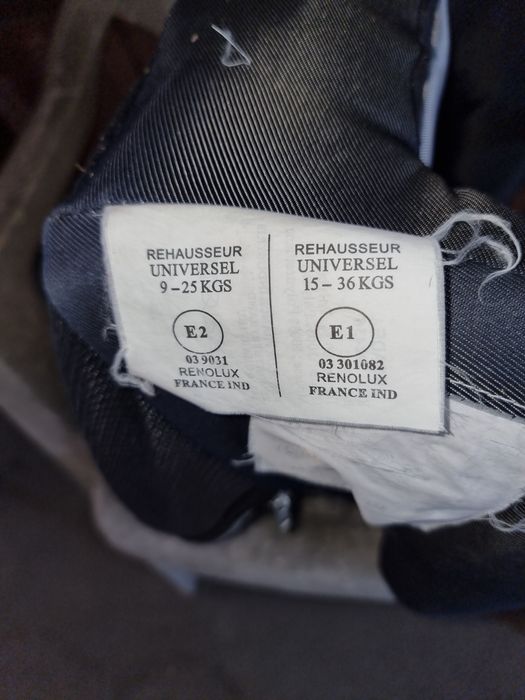 REHAUSSEUR
UNIVERSEL
9-25 KGS
E2
03 9031
RENOLUX
FRANCE IND
REHAUSSEUR
UNIVERSEL
15-36 KGS
E1
03 301082
RENOLUX
FRANCE IND